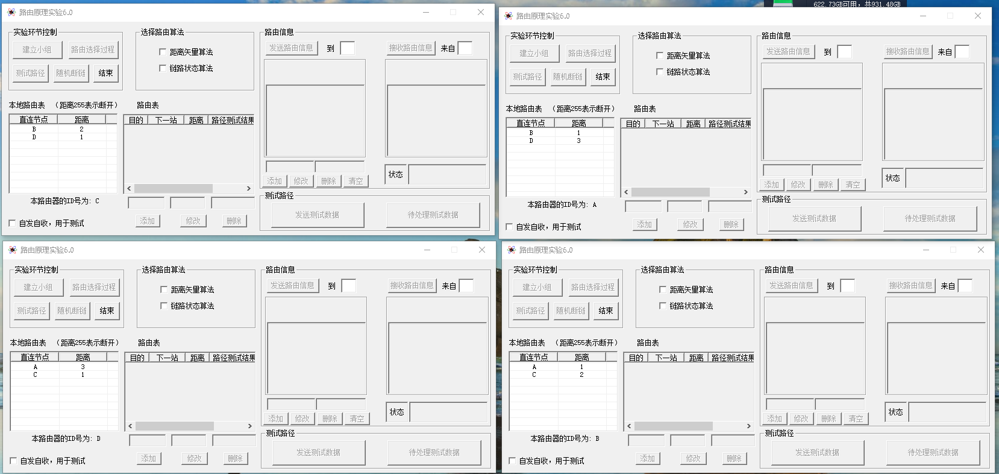 622.73GB可用，共931.48GB
路由原理实验6.0
实验环节控制
建立小组 路由选择过程
测试路径 随机断链 结束
选择路由算法
距离矢量算法
链路状态算法
路由信息
发送路由信息 到 接收路由信息 来自
本地路由表 （距离255表示断开）
直连节点 距离
B 2
D 1
路由表
目的 下一站 距离 路径测试结果
添加 修改 删除 清空
状态
本路由器的ID号为: C
自发自收，用于测试
添加 修改 删除
测试路径
发送测试数据 待处理测试数据
路由原理实验6.0
实验环节控制
建立小组 路由选择过程
测试路径 随机断链 结束
选择路由算法
距离矢量算法
链路状态算法
路由信息
发送路由信息 到 接收路由信息 来自
本地路由表 （距离255表示断开）
直连节点 距离
B 1
D 3
路由表
目的 下一站 距离 路径测试结果
添加 修改 删除 清空
状态
本路由器的ID号为: A
自发自收，用于测试
添加 修改 删除
测试路径
发送测试数据 待处理测试数据
路由原理实验6.0
实验环节控制
建立小组 路由选择过程
测试路径 随机断链 结束
选择路由算法
距离矢量算法
链路状态算法
路由信息
发送路由信息 到 接收路由信息 来自
本地路由表 （距离255表示断开）
直连节点 距离
A 3
C 1
路由表
目的 下一站 距离 路径测试结果
添加 修改 删除 清空
状态
本路由器的ID号为: D
自发自收，用于测试
添加 修改 删除
测试路径
发送测试数据 待处理测试数据
路由原理实验6.0
实验环节控制
建立小组 路由选择过程
测试路径 随机断链 结束
选择路由算法
距离矢量算法
链路状态算法
路由信息
发送路由信息 到 接收路由信息 来自
本地路由表 （距离255表示断开）
直连节点 距离
A 1
C 2
路由表
目的 下一站 距离 路径测试结果
添加 修改 删除 清空
状态
本路由器的ID号为: B
自发自收，用于测试
添加 修改 删除
测试路径
发送测试数据 待处理测试数据